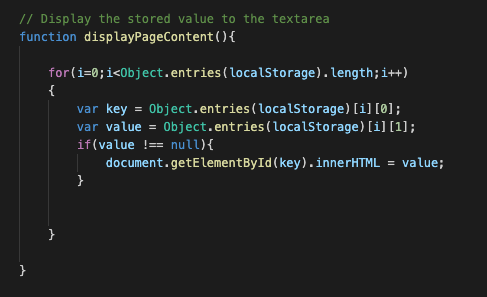 // Display the stored value to the textarea
function displayPageContent(){
for(i=0;i<Object.entries(localStorage).length;i++)
{
var key = Object.entries(localStorage)[i][0];
var value = Object.entries(localStorage)[i][1];
if(value !== null){
document.getElementById(key).innerHTML = value;
}
}
}